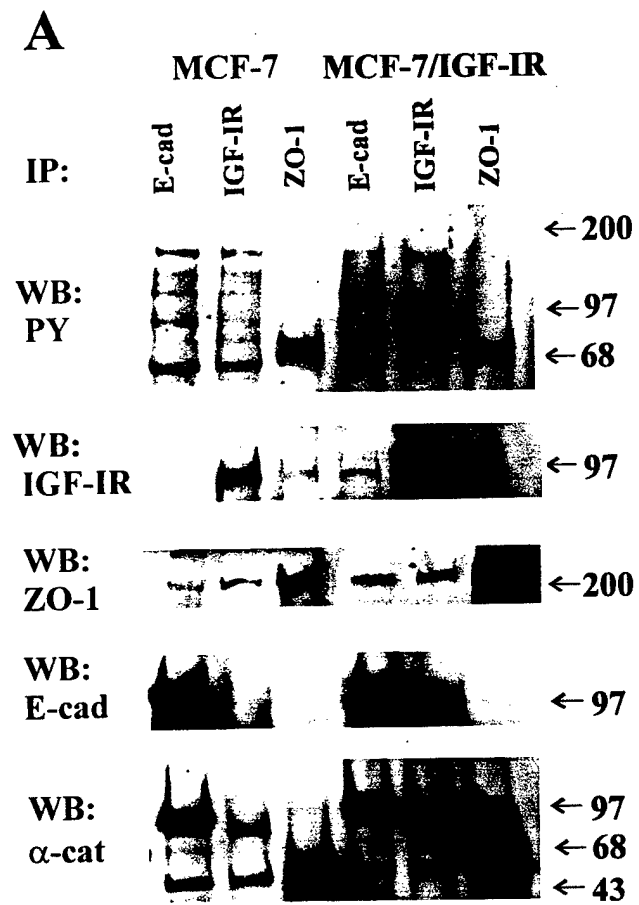 A
MCF-7 MCF-7/IGF-IR
IP: E-cad IGF-IR ZO-1 E-cad IGF-IR ZO-1
←200
WB: PY
←97
←68
WB: IGF-IR
←97
WB: ZO-1
←200
WB: E-cad
←97
WB: α-cat
←97
←68
←43